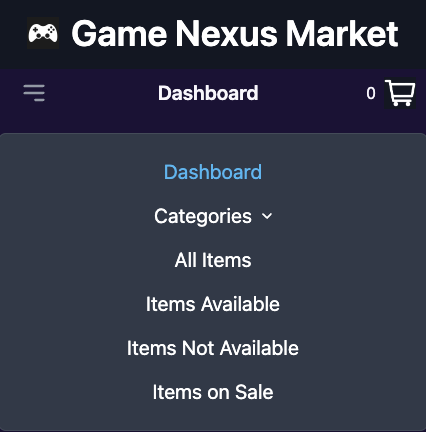 Game Nexus Market
Dashboard 0
Dashboard
Categories
All Items
Items Available
Items Not Available
Items on Sale